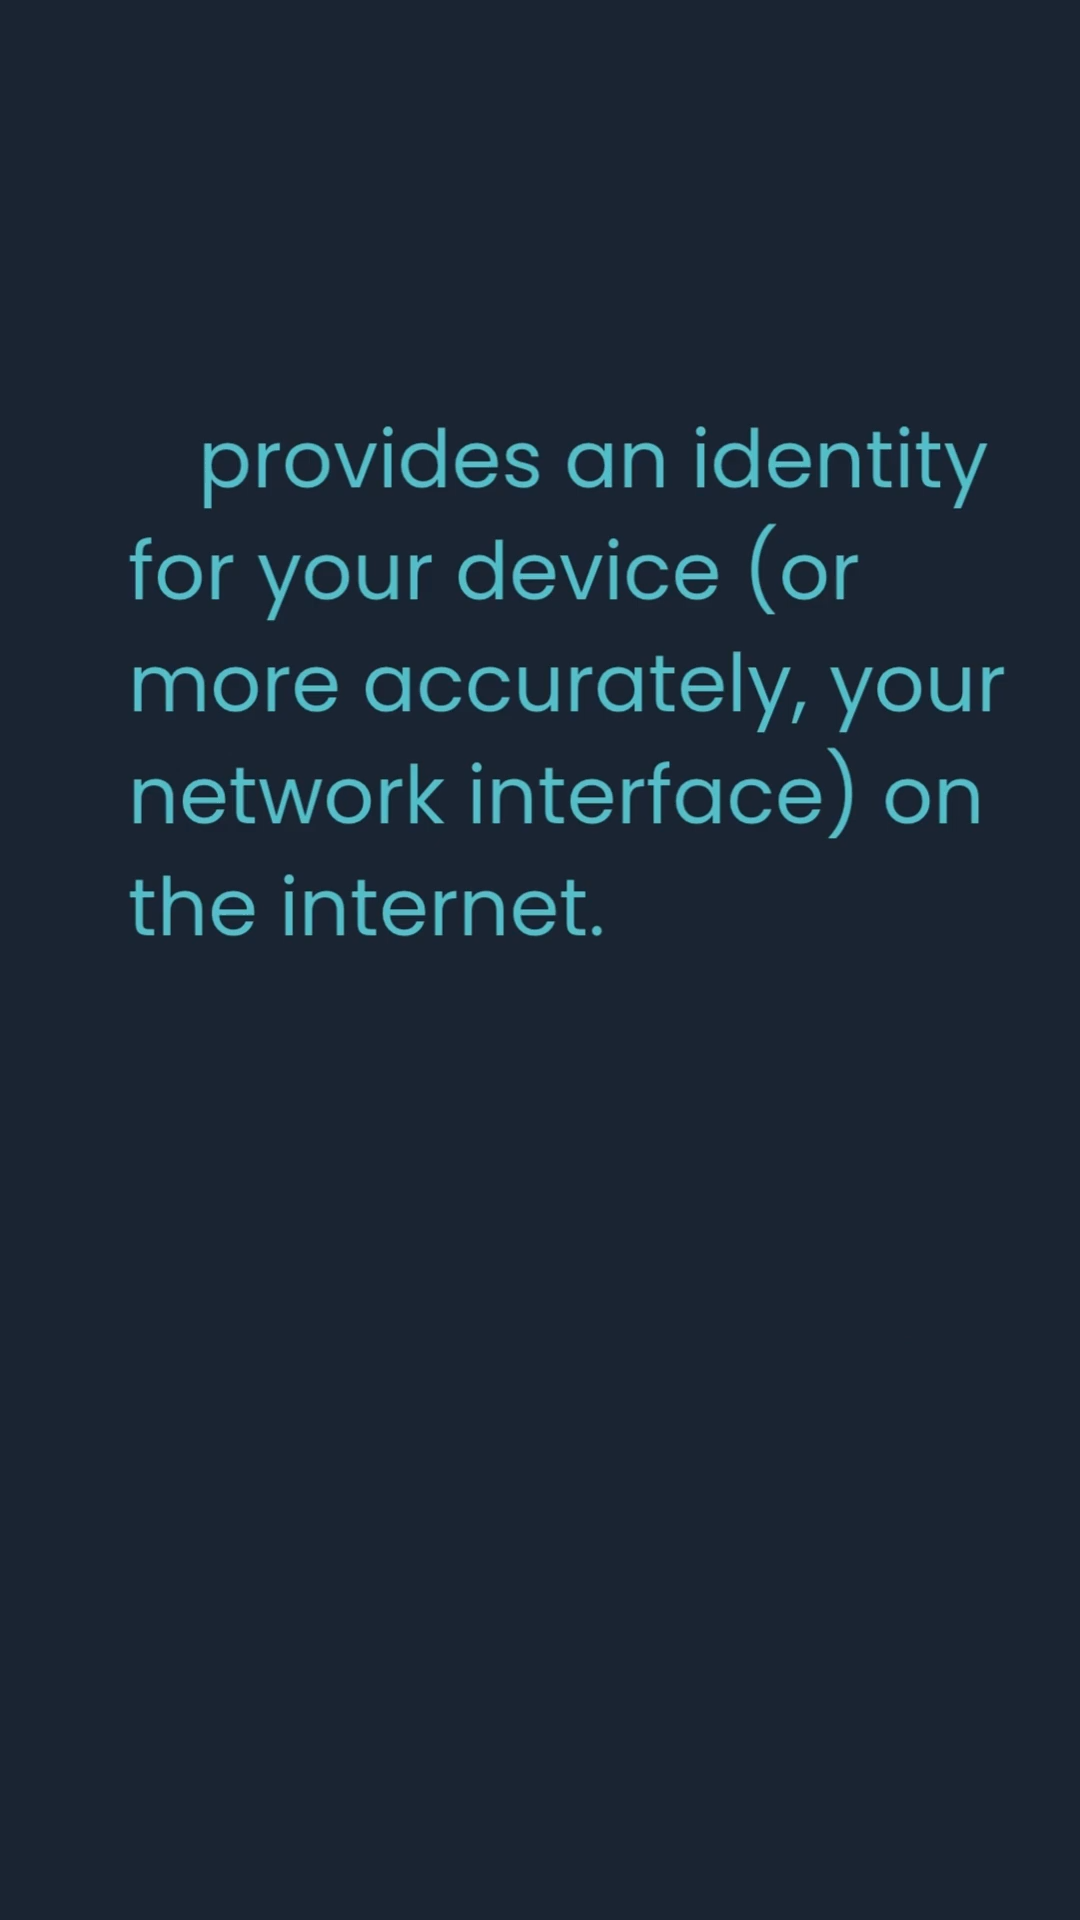 provides an identity
for your device (or
more accurately, your
network interface) on
the internet.